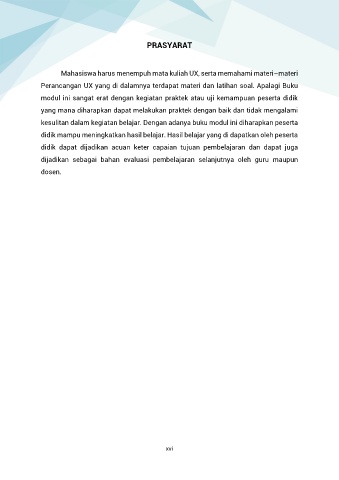 PRASYARAT
Mahasiswa harus menempuh mata kuliah UX, serta memahami materi–materi
Perancangan UX yang di dalamnya terdapat materi dan latihan soal. Apalagi Buku
modul ini sangat erat dengan kegiatan praktek atau uji kemampuan peserta didik
yang mana diharapkan dapat melakukan praktek dengan baik dan tidak mengalami
kesulitan dalam kegiatan belajar. Dengan adanya buku modul ini diharapkan peserta
didik mampu meningkatkan hasil belajar. Hasil belajar yang di dapatkan oleh peserta
didik dapat dijadikan acuan keter capaian tujuan pembelajaran dan dapat juga
dijadikan sebagai bahan evaluasi pembelajaran selanjutnya oleh guru maupun
dosen.
xvi